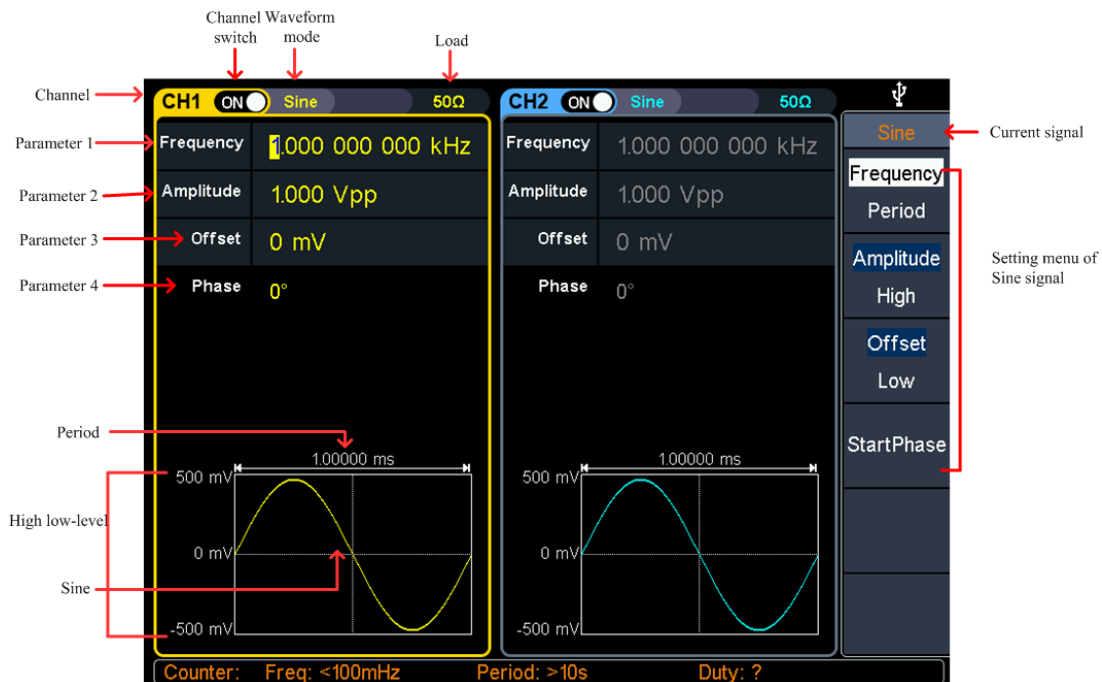 Channel Waveform
switch mode
Load
Channel
CH1 ON Sine 50Ω
CH2 ON Sine 50Ω
Parameter 1
Frequency 1.000 000 000 kHz
Frequency 1.000 000 000 kHz
Sine
Current signal
Parameter 2
Amplitude 1.000 Vpp
Amplitude 1.000 Vpp
Frequency
Period
Parameter 3
Offset 0 mV
Offset 0 mV
Amplitude
High
Setting menu of
Sine signal
Parameter 4
Phase 0°
Phase 0°
Offset
Low
StartPhase
Period
1.00000 ms
1.00000 ms
500 mV
500 mV
High low-level
0 mV
0 mV
Sine
-500 mV
-500 mV
Counter: Freq: <100mHz Period: >10s Duty: ?